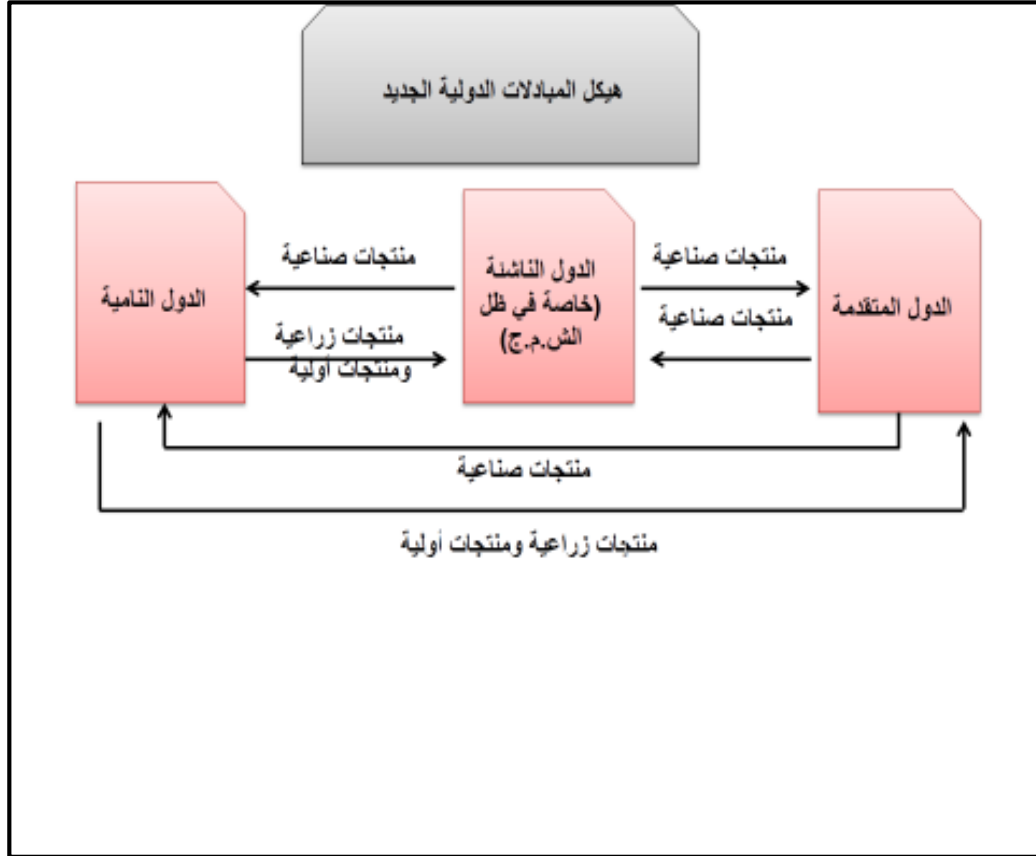 هيكل المبادلات الدولية الجديد
الدول المتقدمة
منتجات صناعية
منتجات صناعية
الدول الناشئة
(خاصة في ظل
الش.م.ج)
منتجات صناعية
منتجات زراعية
ومنتجات أولية
الدول النامية
منتجات صناعية
منتجات زراعية ومنتجات أولية